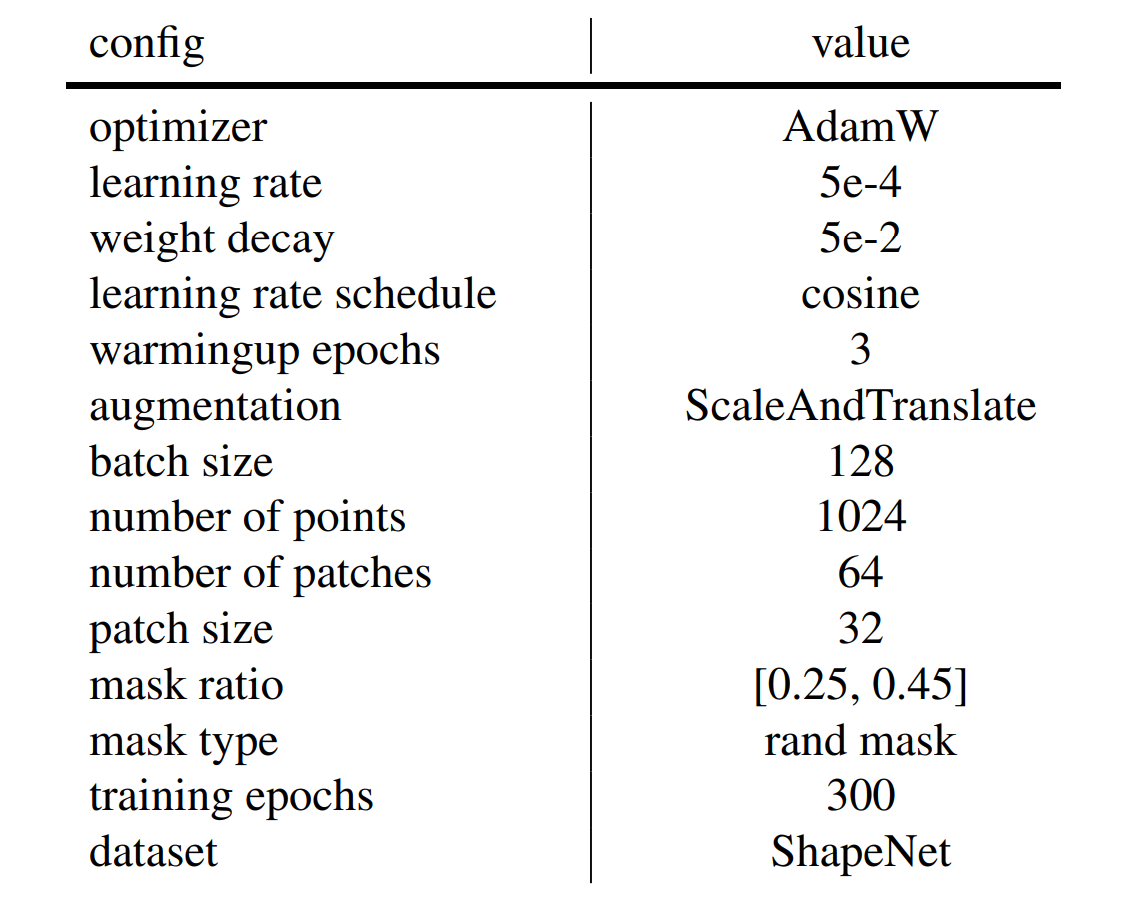 config value
optimizer AdamW
learning rate 5e-4
weight decay 5e-2
learning rate schedule cosine
warmingup epochs 3
augmentation ScaleAndTranslate
batch size 128
number of points 1024
number of patches 64
patch size 32
mask ratio [0.25, 0.45]
mask type rand mask
training epochs 300
dataset ShapeNet